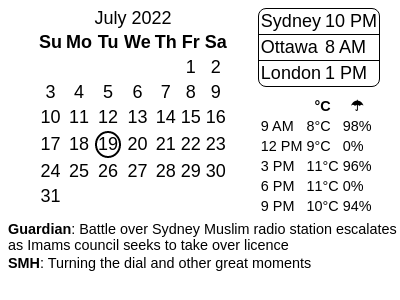 July 2022
Su Mo Tu We Th Fr Sa
1 2
3 4 5 6 7 8 9
10 11 12 13 14 15 16
17 18 19 20 21 22 23
24 25 26 27 28 29 30
31
Sydney 10 PM
Ottawa 8 AM
London 1 PM
°C ☂
9 AM 8°C 98%
12 PM 9°C 0%
3 PM 11°C 96%
6 PM 11°C 0%
9 PM 10°C 94%
Guardian: Battle over Sydney Muslim radio station escalates
as Imams council seeks to take over licence
SMH: Turning the dial and other great moments